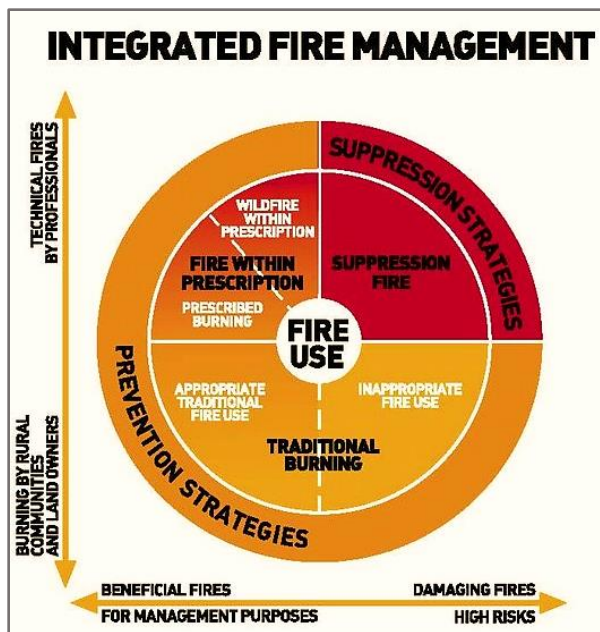 INTEGRATED FIRE MANAGEMENT
TECHNICAL FIRES
BY PROFESSIONALS
BURNING BY RURAL
COMMUNITIES
AND LAND OWNERS
SUPPRESSION STRATEGIES
WILDFIRE
WITHIN
PRESCRIPTION
FIRE WITHIN
PRESCRIPTION
PRESCRIBED
BURNING
SUPPRESSION
FIRE
FIRE
USE
APPROPRIATE
TRADITIONAL
FIRE USE
INAPPROPRIATE
FIRE USE
TRADITIONAL
BURNING
PREVENTION STRATEGIES
BENEFICIAL FIRES
DAMAGING FIRES
FOR MANAGEMENT PURPOSES
HIGH RISKS